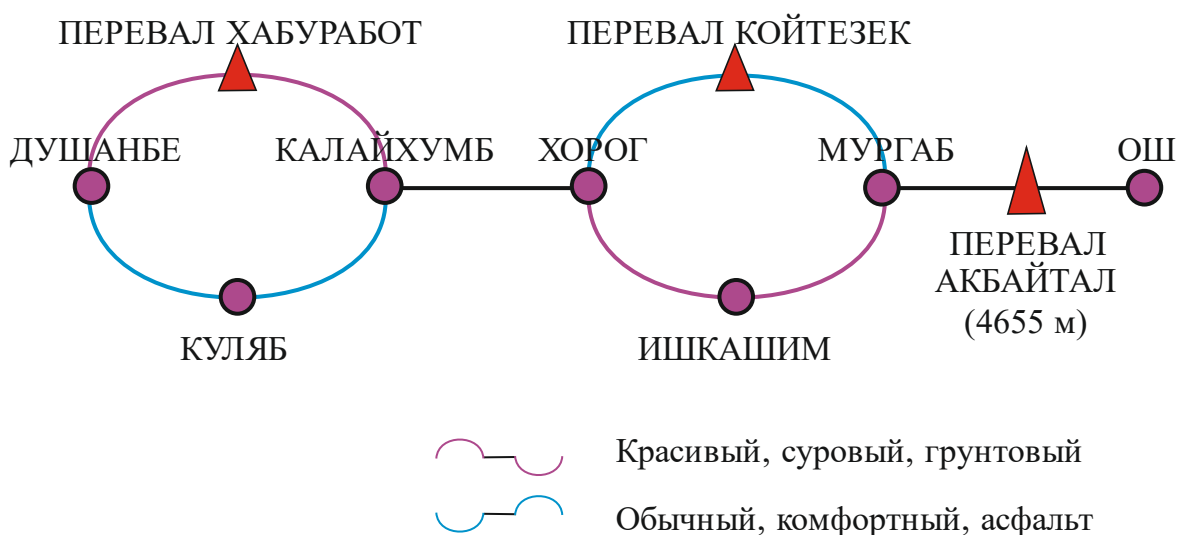 ПЕРЕВАЛ ХАБУРАБОТ
ПЕРЕВАЛ КОЙТЕЗЕК
ДУШАНБЕ
КАЛАЙХУМБ
ХОРОГ
МУРГАБ
ОШ
ПЕРЕВАЛ
АКБАЙТАЛ
(4655 м)
КУЛЯБ
ИШКАШИМ
Красивый, суровый, грунтовый
Обычный, комфортный, асфальт